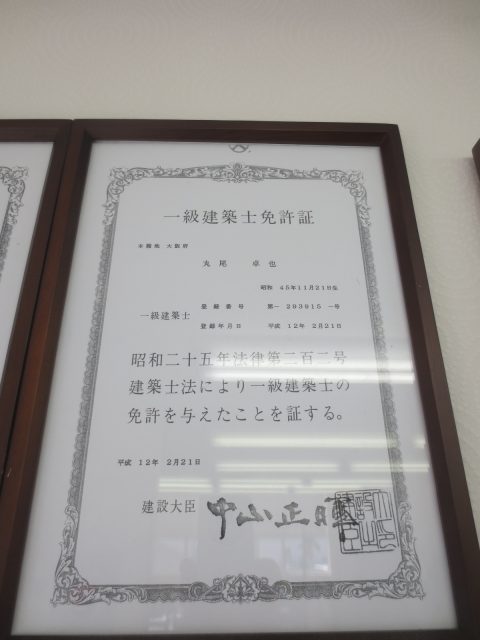 一級建築士免許証
本籍地 大阪府
丸尾 卓也
昭和 45年11月21日生
一級建築士
登録番号 第－293915－号
登録年月日 平成 12年 2月21日
昭和二十五年法律第二百二号
建築士法により一級建築士の
免許を与えたことを証する。
平成 12年 2月21日
建設大臣 中山正暉